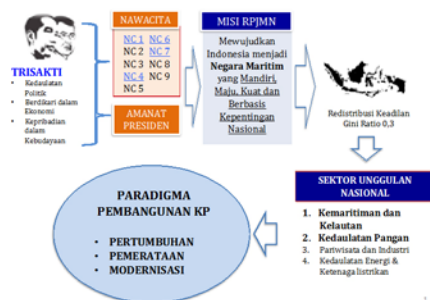 TRISAKTI
• Kedaulatan
Politik
• Berdikari dalam
Ekonomi
• Kepribadian
dalam
Kebudayaan
NAWACITA
NC 1 NC 6
NC 2 NC 7
NC 3 NC 8
NC 4 NC 9
NC 5
AMANAT
PRESIDEN
MISI RPJMN
Mewujudkan
Indonesia menjadi
Negara Maritim
yang Mandiri,
Maju, Kuat dan
Berbasis
Kepentingan
Nasional
Redistribusi Keadilan
Gini Ratio 0,3
SEKTOR UNGGULAN
NASIONAL
1. Kemaritiman dan
Kelautan
2. Kedaulatan Pangan
3. Pariwisata dan Industri
4. Kedaulatan Energi &
Ketenagalistrikan
PARADIGMA
PEMBANGUNAN KP
• PERTUMBUHAN
• PEMERATAAN
• MODERNISASI